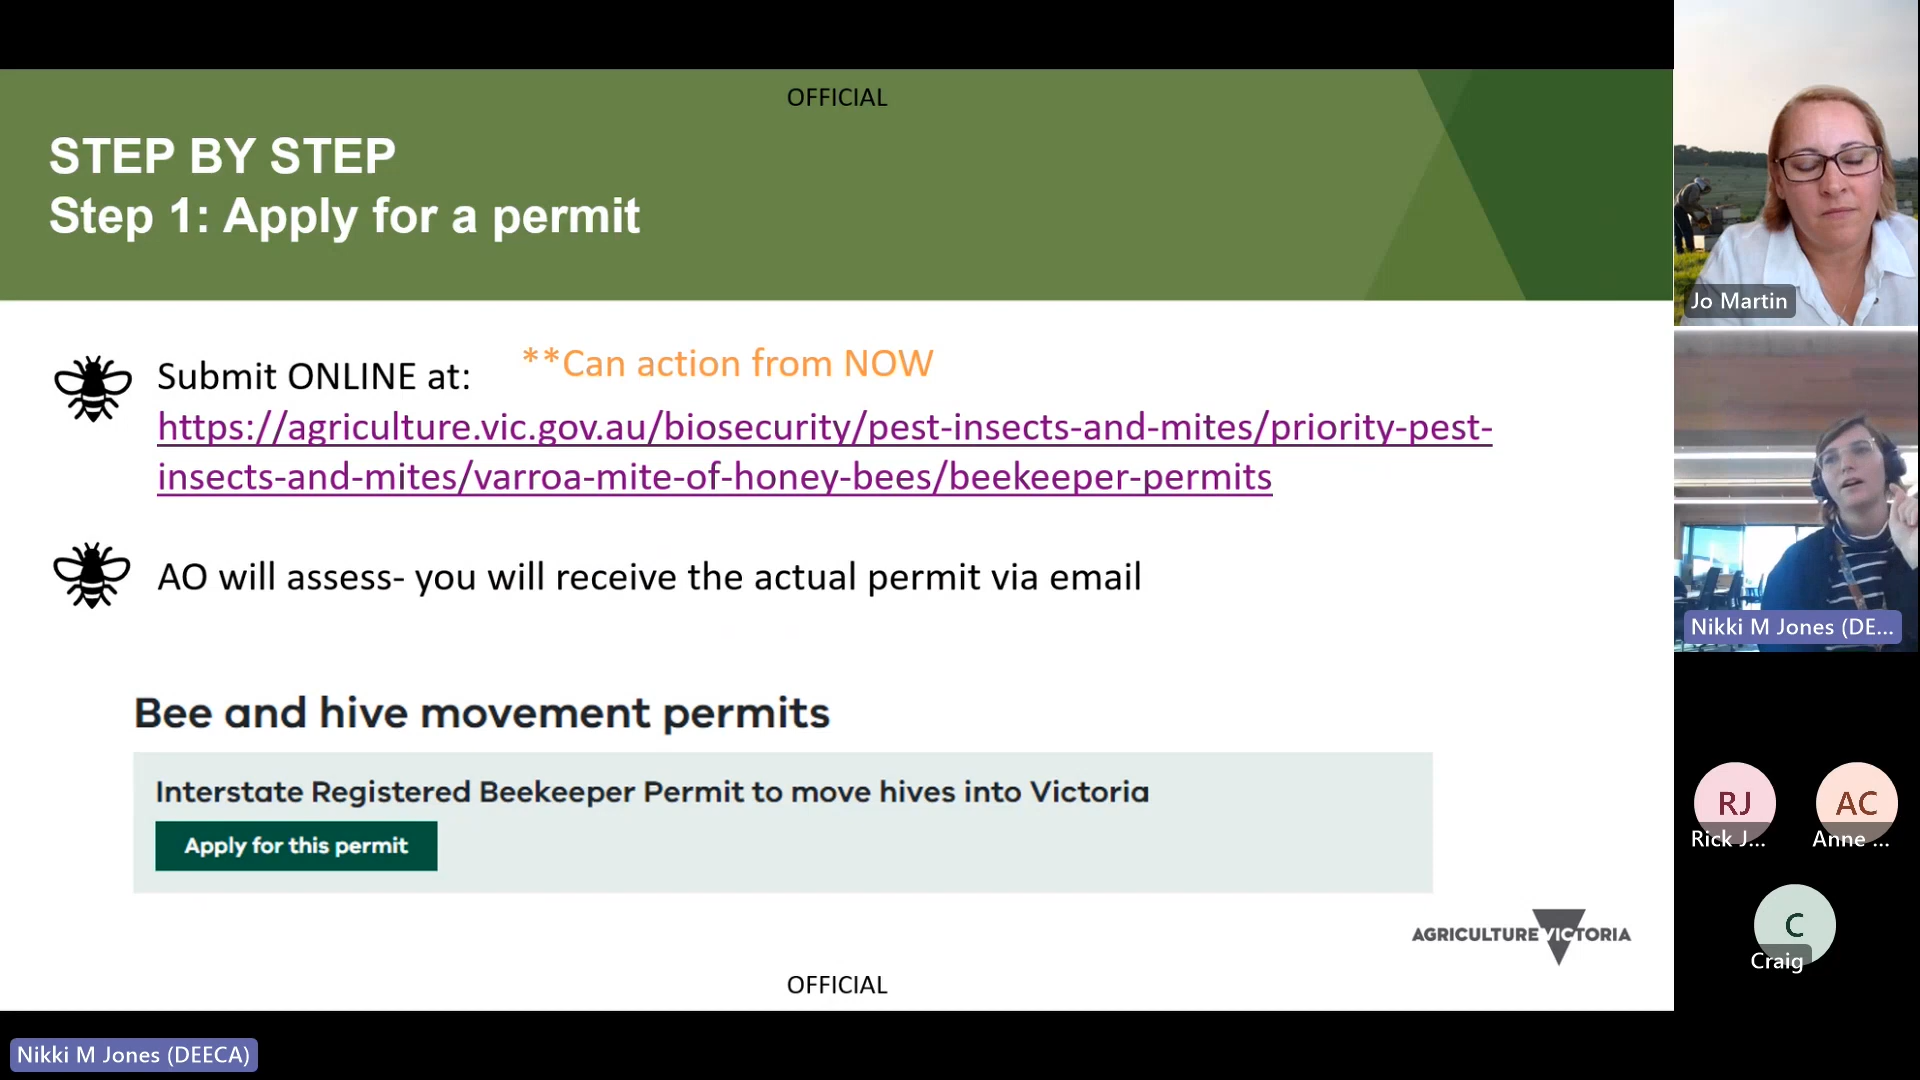 OFFICIAL
STEP BY STEP
Step 1: Apply for a permit
Submit ONLINE at:
**Can action from NOW
https://agriculture.vic.gov.au/biosecurity/pest-insects-and-mites/priority-pest-
insects-and-mites/varroa-mite-of-honey-bees/beekeeper-permits
AO will assess- you will receive the actual permit via email
Bee and hive movement permits
Interstate Registered Beekeeper Permit to move hives into Victoria
Apply for this permit
AGRICULTURE VICTORIA
OFFICIAL
Nikki M Jones (DEECA)
Jo Martin
Nikki M Jones (DE...
RJ
Rick J...
AC
Anne ...
C
Craig